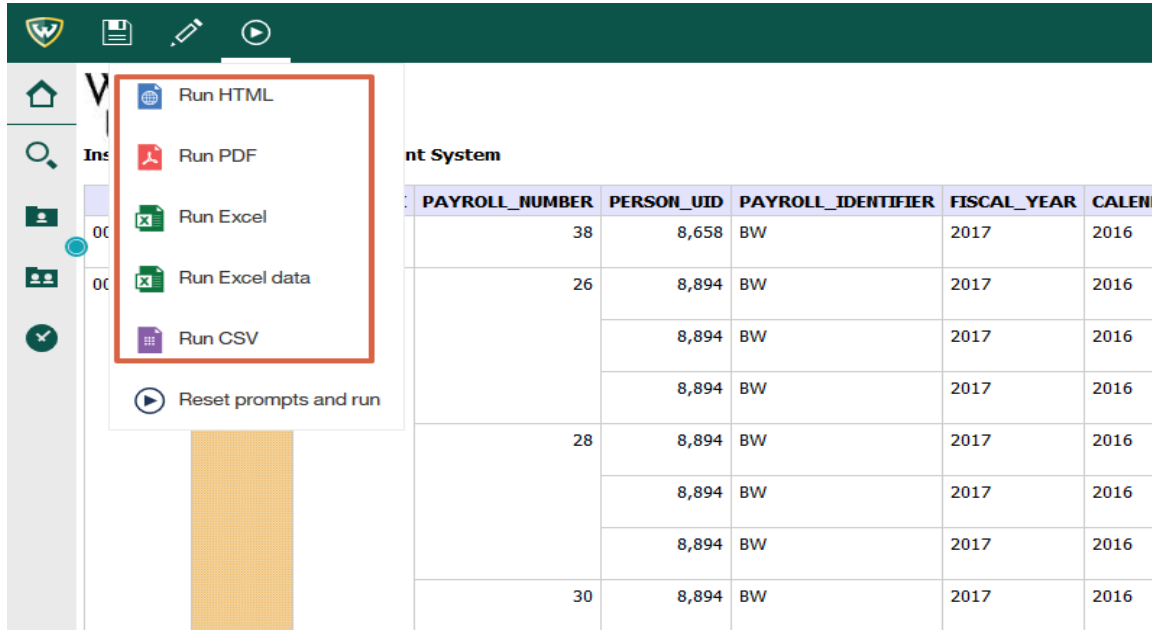 W
Run HTML
Run PDF
Ins nt System
PAYROLL_NUMBER PERSON_UID PAYROLL_IDENTIFIER FISCAL_YEAR CALEN
Run Excel
00 38 8,658 BW 2017 2016
Run Excel data
00 26 8,894 BW 2017 2016
Run CSV
8,894 BW 2017 2016
Reset prompts and run
8,894 BW 2017 2016
28 8,894 BW 2017 2016
8,894 BW 2017 2016
8,894 BW 2017 2016
30 8,894 BW 2017 2016